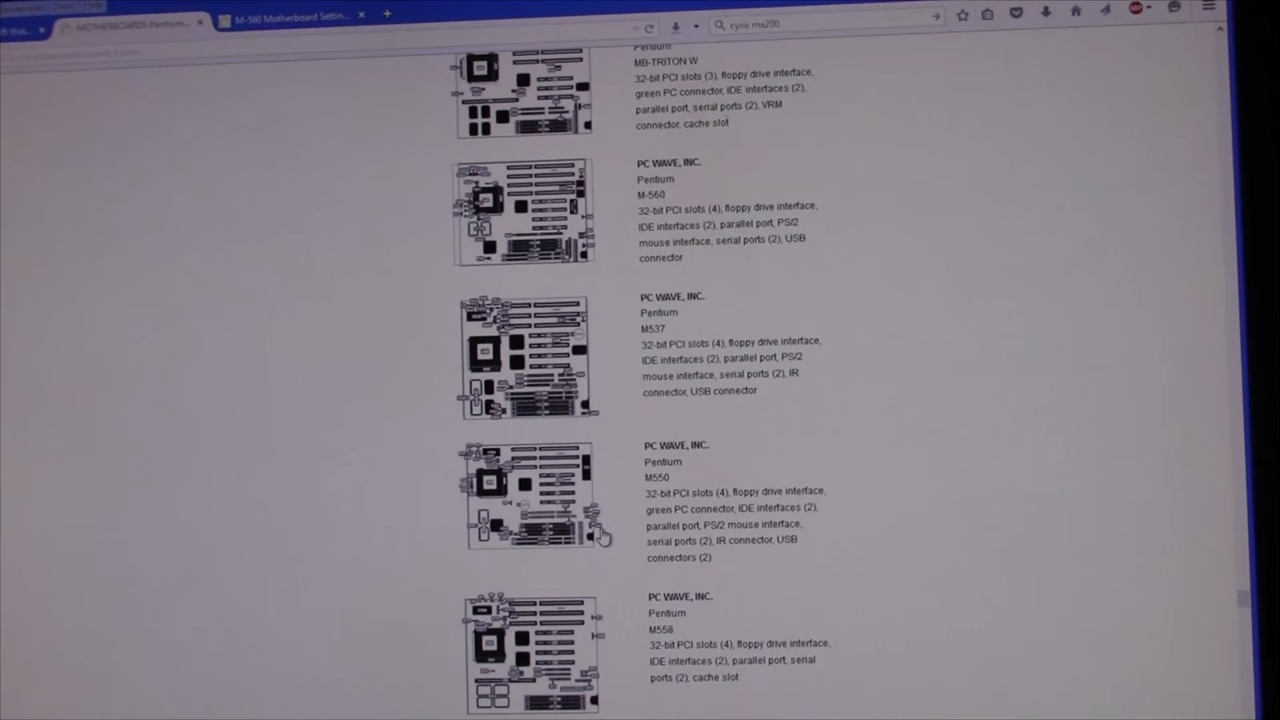 MOTHERBOARDS Pentium...
M-560 Motherboard Settin...
cyrix mx200
Pentium
MB-TRITON W
32-bit PCI slots (3), floppy drive interface,
green PC connector, IDE interfaces (2),
parallel port, serial ports (2), VRM
connector, cache slot
PC WAVE, INC.
Pentium
M-560
32-bit PCI slots (4), floppy drive interface,
IDE interfaces (2), parallel port, PS/2
mouse interface, serial ports (2), USB
connector
PC WAVE, INC.
Pentium
M537
32-bit PCI slots (4), floppy drive interface,
IDE interfaces (2), parallel port, PS/2
mouse interface, serial ports (2), IR
connector, USB connector
PC WAVE, INC.
Pentium
M550
32-bit PCI slots (4), floppy drive interface,
green PC connector, IDE interfaces (2),
parallel port, PS/2 mouse interface,
serial ports (2), IR connector, USB
connectors (2)
PC WAVE, INC.
Pentium
M558
32-bit PCI slots (4), floppy drive interface,
IDE interfaces (2), parallel port, serial
ports (2), cache slot